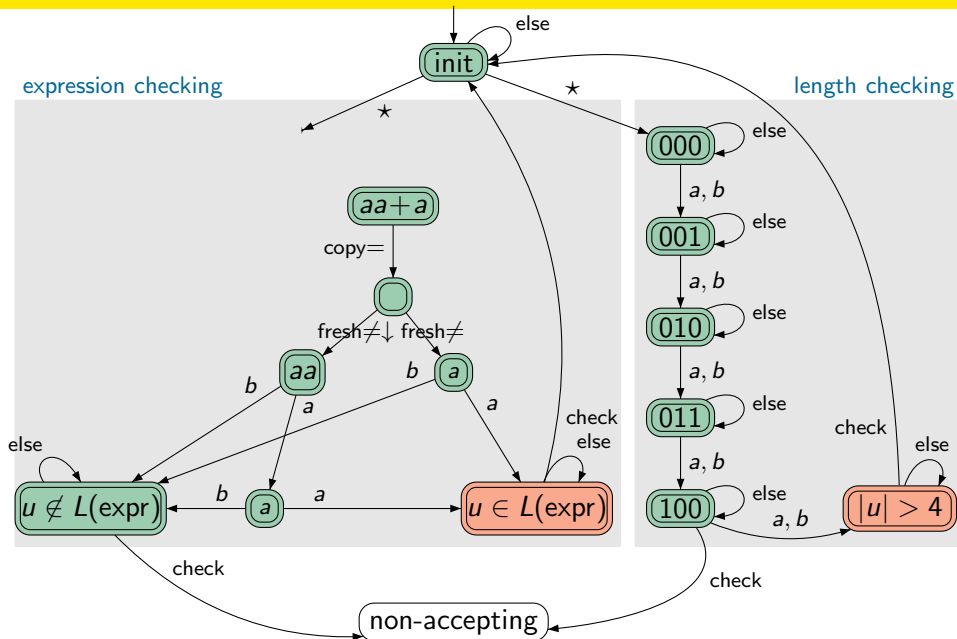 else
init
expression checking
length checking
⋆
⋆
000
else
a, b
aa+a
copy=
001
else
a, b
fresh≠↓ fresh≠
010
else
a, b
aa
b
a
b
a
a
011
else
a, b
check
else
check
else
else
u ∉ L(expr)
b
a
a
u ∈ L(expr)
100
else
a, b
|u| > 4
check
check
non-accepting